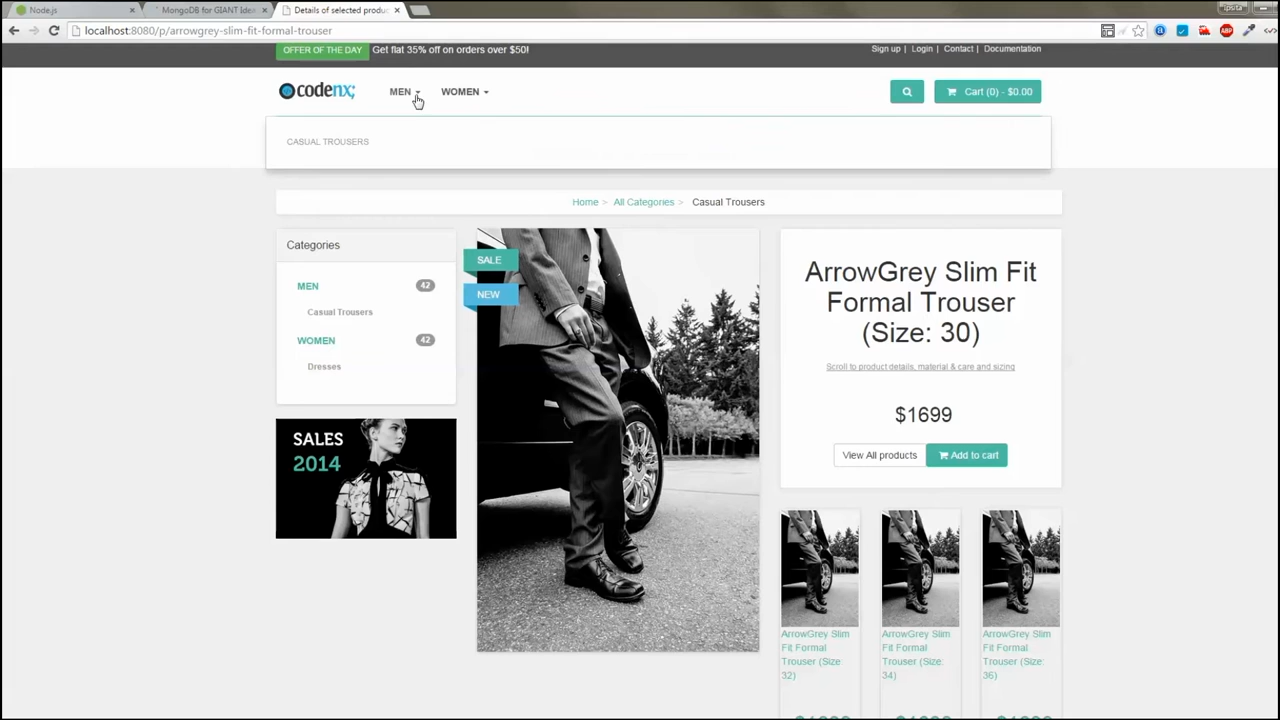 Node.js
MongoDB for GIANT Idea
Details of selected produc
Ipsita
localhost:8080/p/arrowgrey-slim-fit-formal-trouser
OFFER OF THE DAY Get flat 35% off on orders over $50!
Sign up | Login | Contact | Documentation
codenx;
MEN
WOMEN
Cart (0) - $0.00
CASUAL TROUSERS
Home > All Categories > Casual Trousers
Categories
MEN 42
Casual Trousers
WOMEN 42
Dresses
SALES
2014
SALE
NEW
ArrowGrey Slim Fit
Formal Trouser
(Size: 30)
Scroll to product details, material & care and sizing
$1699
View All products
Add to cart
ArrowGrey Slim
Fit Formal
Trouser (Size:
32)
ArrowGrey Slim
Fit Formal
Trouser (Size:
34)
ArrowGrey Slim
Fit Formal
Trouser (Size:
36)